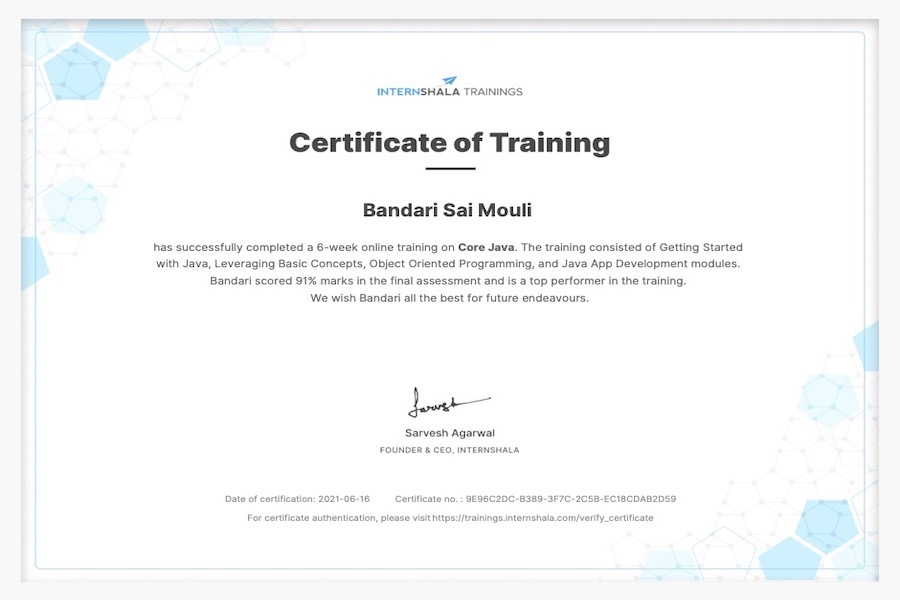 INTERNSHALA TRAININGS
Certificate of Training
Bandari Sai Mouli
has successfully completed a 6-week online training on Core Java. The training consisted of Getting Started
with Java, Leveraging Basic Concepts, Object Oriented Programming, and Java App Development modules.
Bandari scored 91% marks in the final assessment and is a top performer in the training.
We wish Bandari all the best for future endeavours.
Sarvesh
Sarvesh Agarwal
FOUNDER & CEO, INTERNSHALA
Date of certification: 2021-06-16 Certificate no. : 9E96C2DC-B389-3F7C-2C5B-EC18CDAB2D59
For certificate authentication, please visit https://trainings.internshala.com/verify_certificate